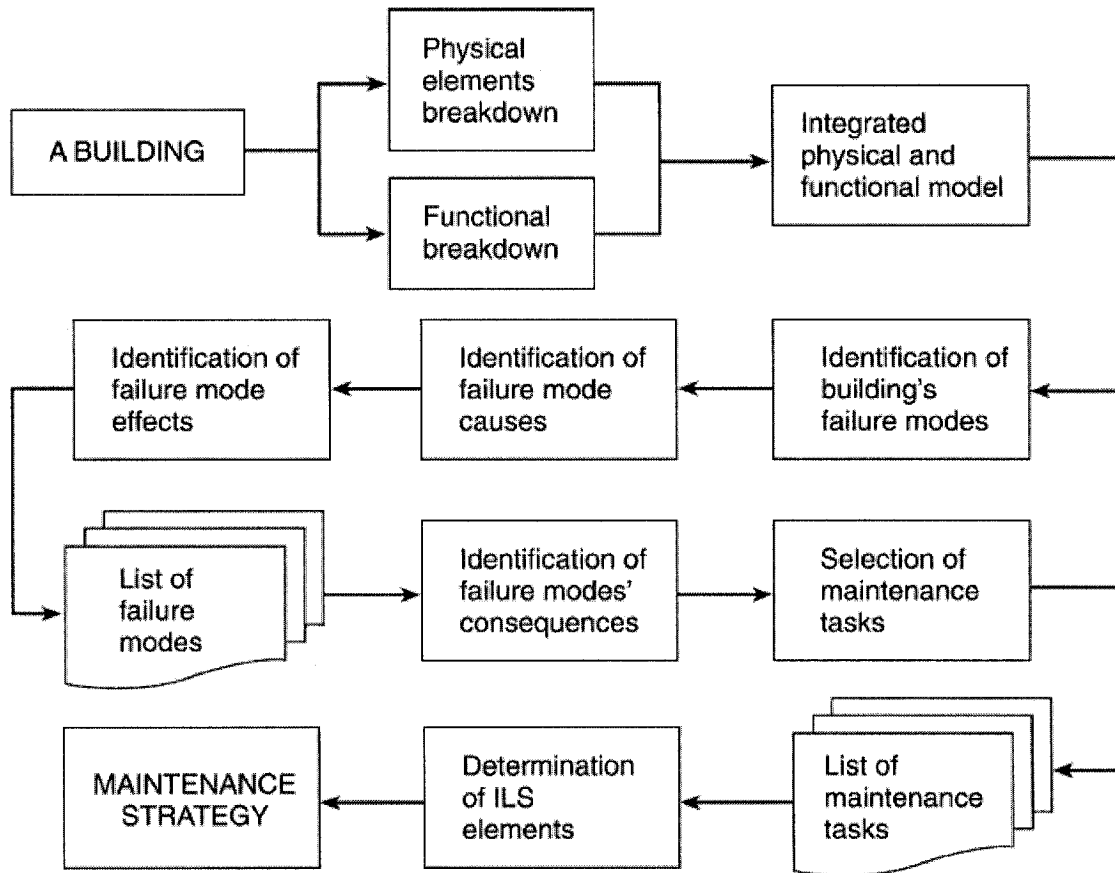 Physical
elements
breakdown
A BUILDING
Functional
breakdown
Integrated
physical and
functional model
Identification of
failure mode
effects
Identification of
failure mode
causes
Identification of
building's
failure modes
List of
failure
modes
Identification of
failure modes'
consequences
Selection of
maintenance
tasks
MAINTENANCE
STRATEGY
Determination
of ILS
elements
List of
maintenance
tasks